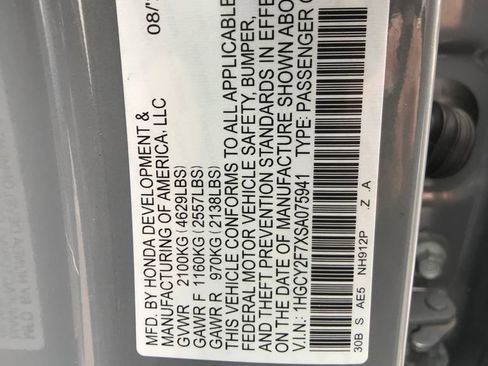 MFD. BY HONDA DEVELOPMENT & 08/
MANUFACTURING OF AMERICA, LLC
GVWR 2100KG(4629LBS)
GAWR F 1160KG(2557LBS)
GAWR R 970KG(2138LBS)
THIS VEHICLE CONFORMS TO ALL APPLICABLE
FEDERAL MOTOR VEHICLE SAFETY, BUMPER,
AND THEFT PREVENTION STANDARDS IN EFFE
ON THE DATE OF MANUFACTURE SHOWN ABO
V.I.N.: 1HGCY2F7XSA075941 TYPE: PASSENGER
30B S AE5 NH912P .Z .A